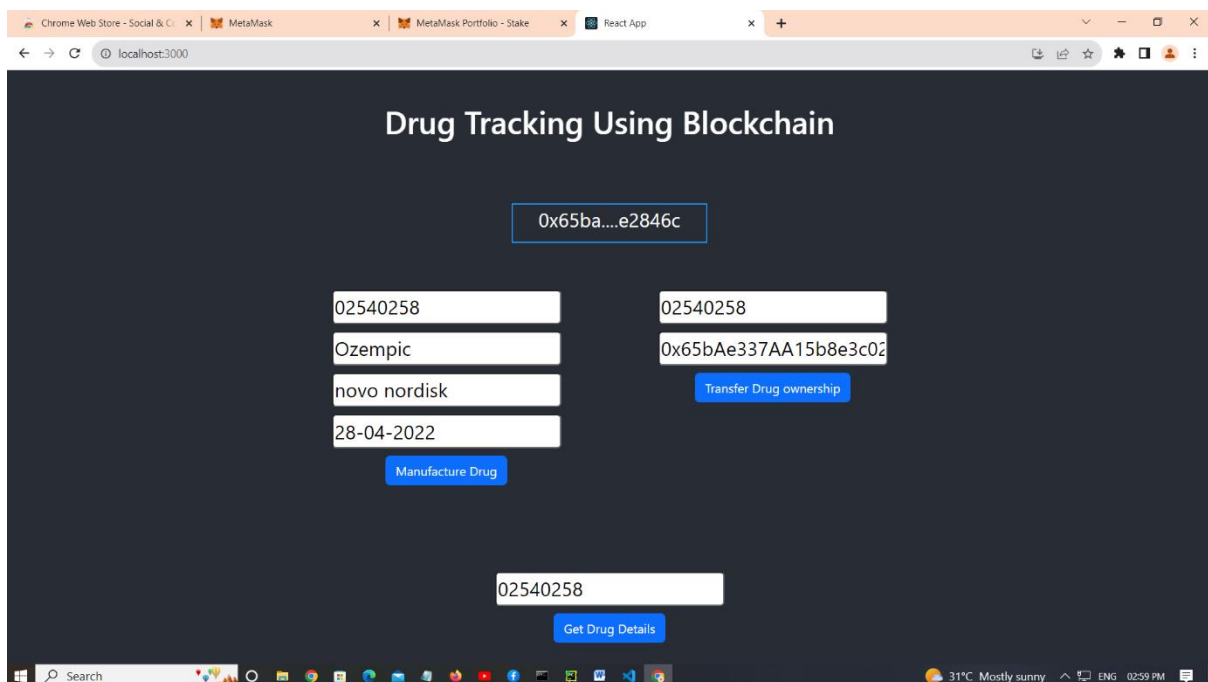 Chrome Web Store - Social & C
MetaMask
MetaMask Portfolio - Stake
React App
localhost:3000
Drug Tracking Using Blockchain
0x65ba....e2846c
02540258
Ozempic
novo nordisk
28-04-2022
Manufacture Drug
02540258
0x65bAe337AA15b8e3c02
Transfer Drug ownership
02540258
Get Drug Details
Search
31°C Mostly sunny
ENG
02:59 PM